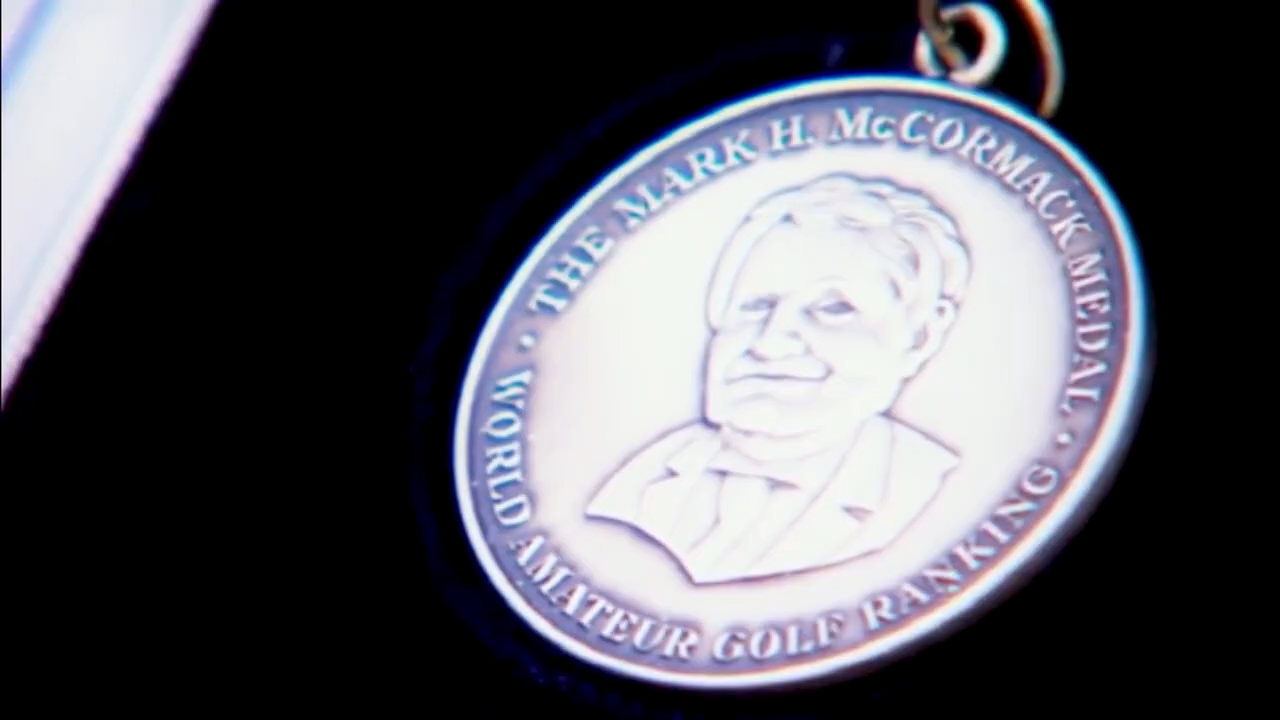 • THE MARK H. McCORMACK MEDAL •
WORLD AMATEUR GOLF RANKING